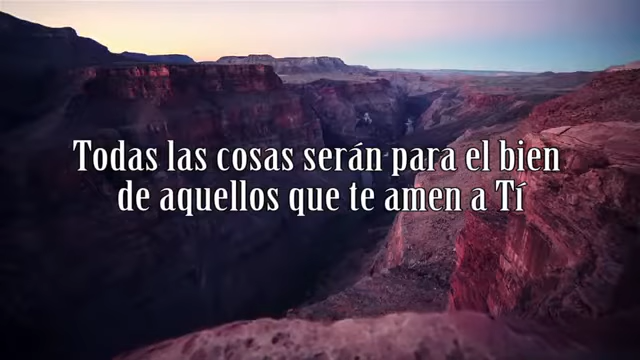 Todas las cosas serán para el bien
de aquellos que te amen a Tí